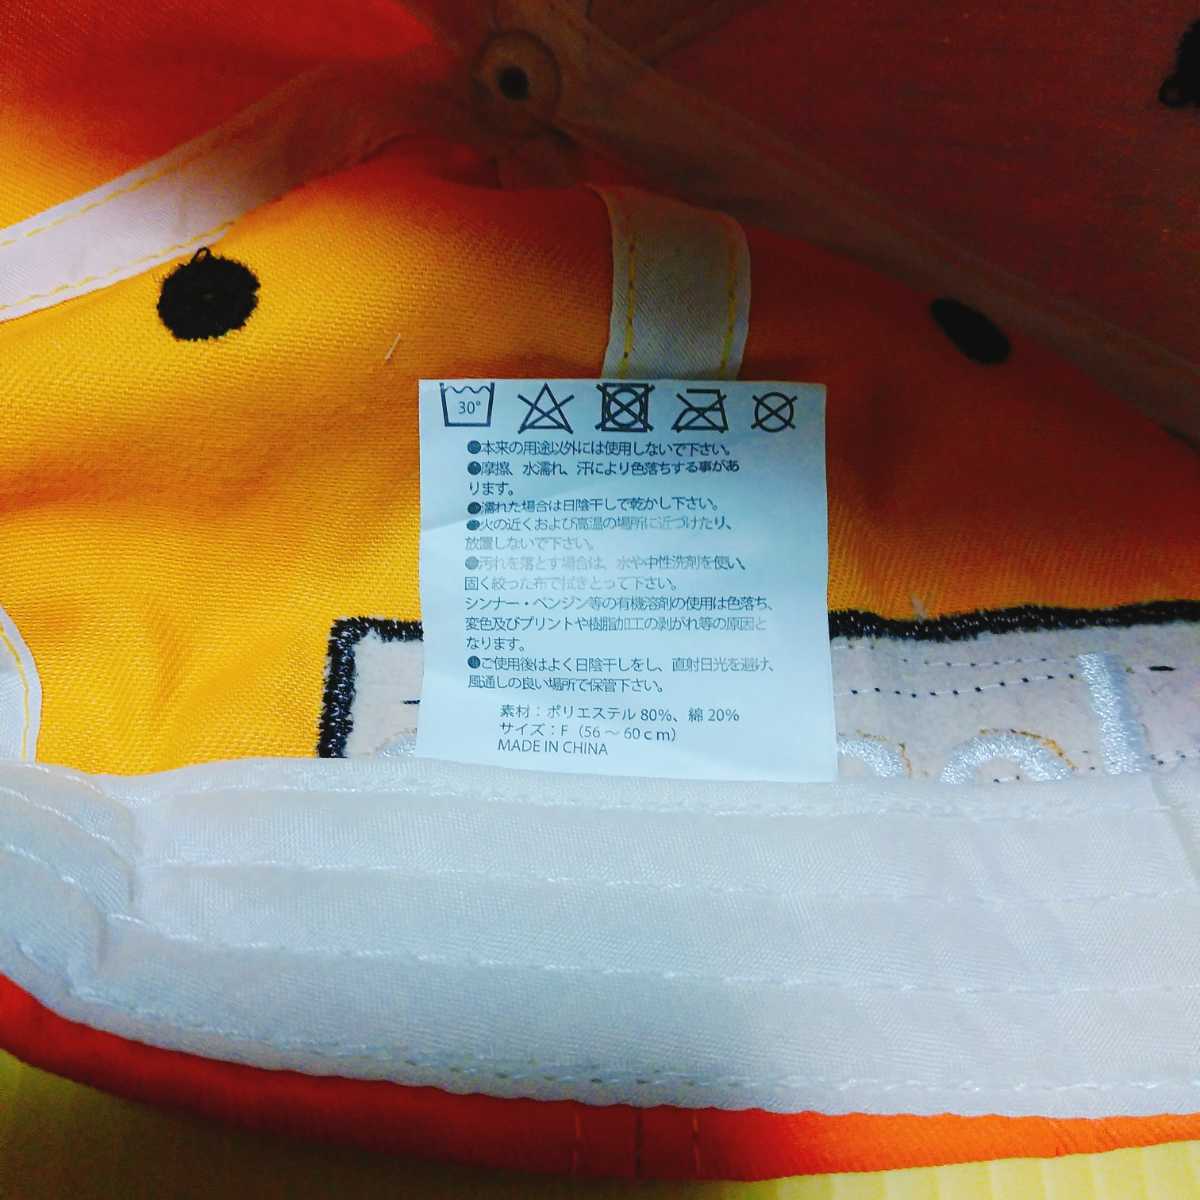 30°
●本来の用途以外には使用しないで下さい。
●摩擦、水濡れ、汗により色落ちする事があ
ります。
●濡れた場合は日陰干しで乾かし下さい。
●火の近くおよび高温の場所に近づけたり、
放置しないで下さい。
●汚れを落とす場合は、水や中性洗剤を使い、
固く絞った布で拭きとって下さい。
シンナー・ベンジン等の有機溶剤の使用は色落ち、
変色及びプリントや樹脂加工の剥がれ等の原因と
なります。
●ご使用後はよく日陰干しをし、直射日光を避け、
風通しの良い場所で保管下さい。
素材：ポリエステル 80%、綿 20%
サイズ：F（56 〜 60ｃｍ）
MADE IN CHINA